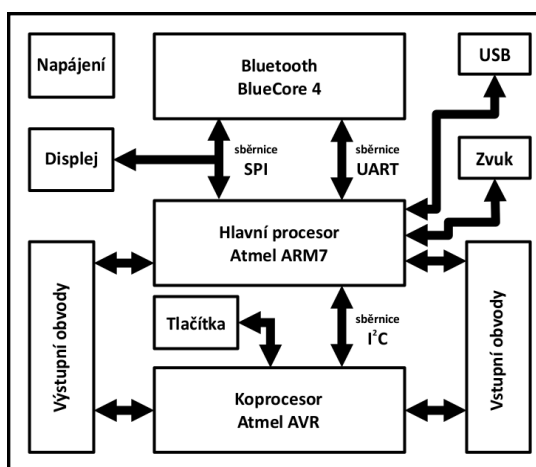 Napájení
Bluetooth
BlueCore 4
USB
Displej
sběrnice
SPI
sběrnice
UART
Zvuk
Hlavní procesor
Atmel ARM7
Výstupní obvody
Tlačítka
sběrnice
I²C
Vstupní obvody
Koprocesor
Atmel AVR